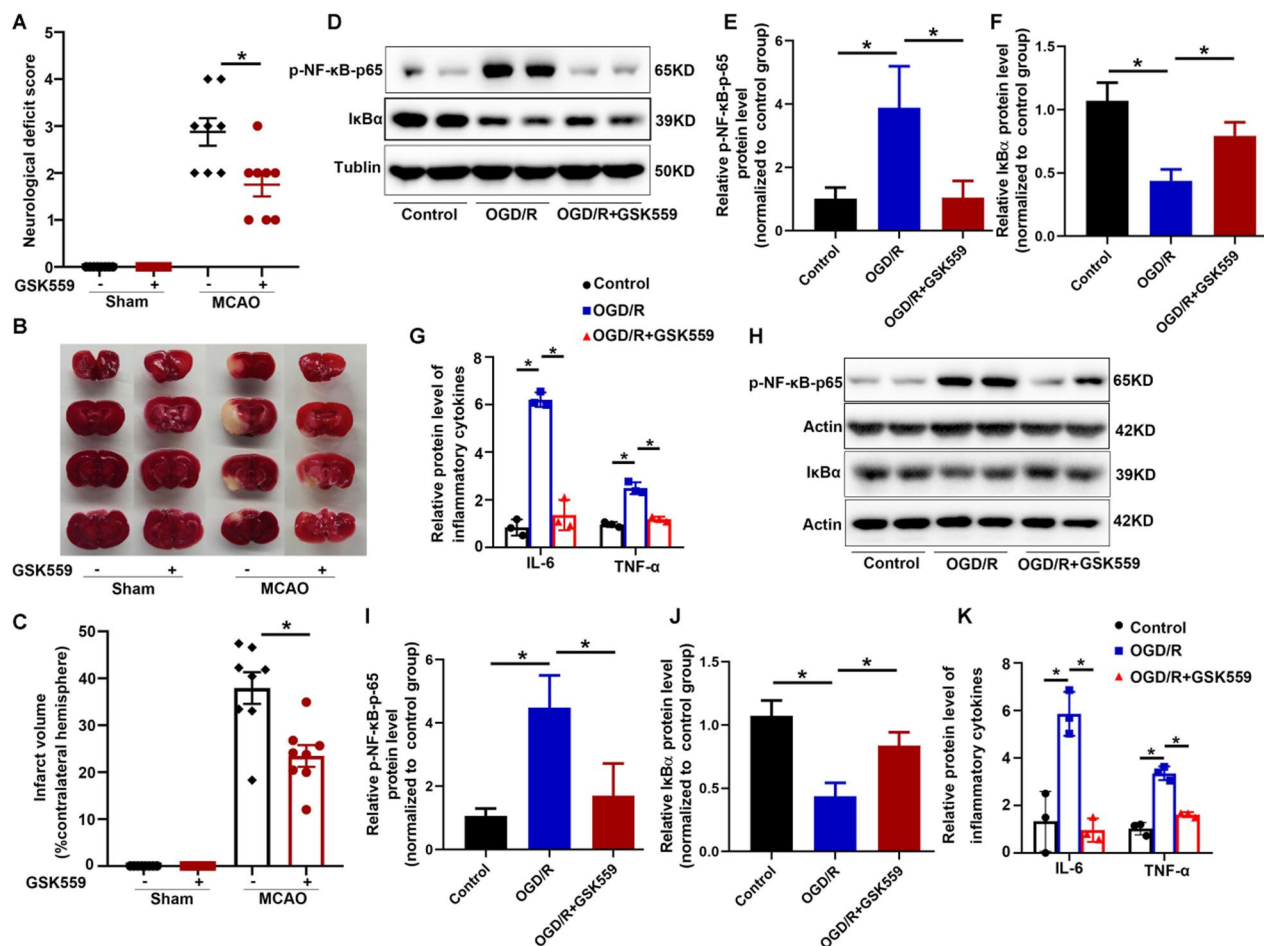 A
Neurological deficit score
5
4
3
2
1
0
*
GSK559
- + - +
Sham MCAO
B
GSK559 - + - +
Sham MCAO
C
Infarct volume
(%contralateral hemisphere)
50
40
30
20
10
0
*
GSK559 - + - +
Sham MCAO
D
p-NF-κB-p65 65KD
IκBα 39KD
Tublin 50KD
Control OGD/R OGD/R+GSK559
E
Relative p-NF-κB-p-65
protein level
(normalized to control group)
6
4
2
0
* *
Control
OGD/R
OGD/R+GSK559
F
Relative IκBα protein level
(normalized to control group)
1.5
1.0
0.5
0.0
* *
Control
OGD/R
OGD/R+GSK559
G
Control
OGD/R
OGD/R+GSK559
Relative protein level of
inflammatory cytokines
8
6
4
2
0
* *
* *
IL-6 TNF-α
H
p-NF-κB-p65 65KD
Actin 42KD
IκBα 39KD
Actin 42KD
Control OGD/R OGD/R+GSK559
I
Relative p-NF-κB-p-65
protein level
(normalized to control group)
6
4
2
0
* *
Control
OGD/R
OGD/R+GSK559
J
Relative IκBα protein level
(normalized to control group)
1.5
1.0
0.5
0.0
* *
Control
OGD/R
OGD/R+GSK559
K
Control
OGD/R
OGD/R+GSK559
Relative protein level of
inflammatory cytokines
8
6
4
2
0
* *
* *
IL-6 TNF-α